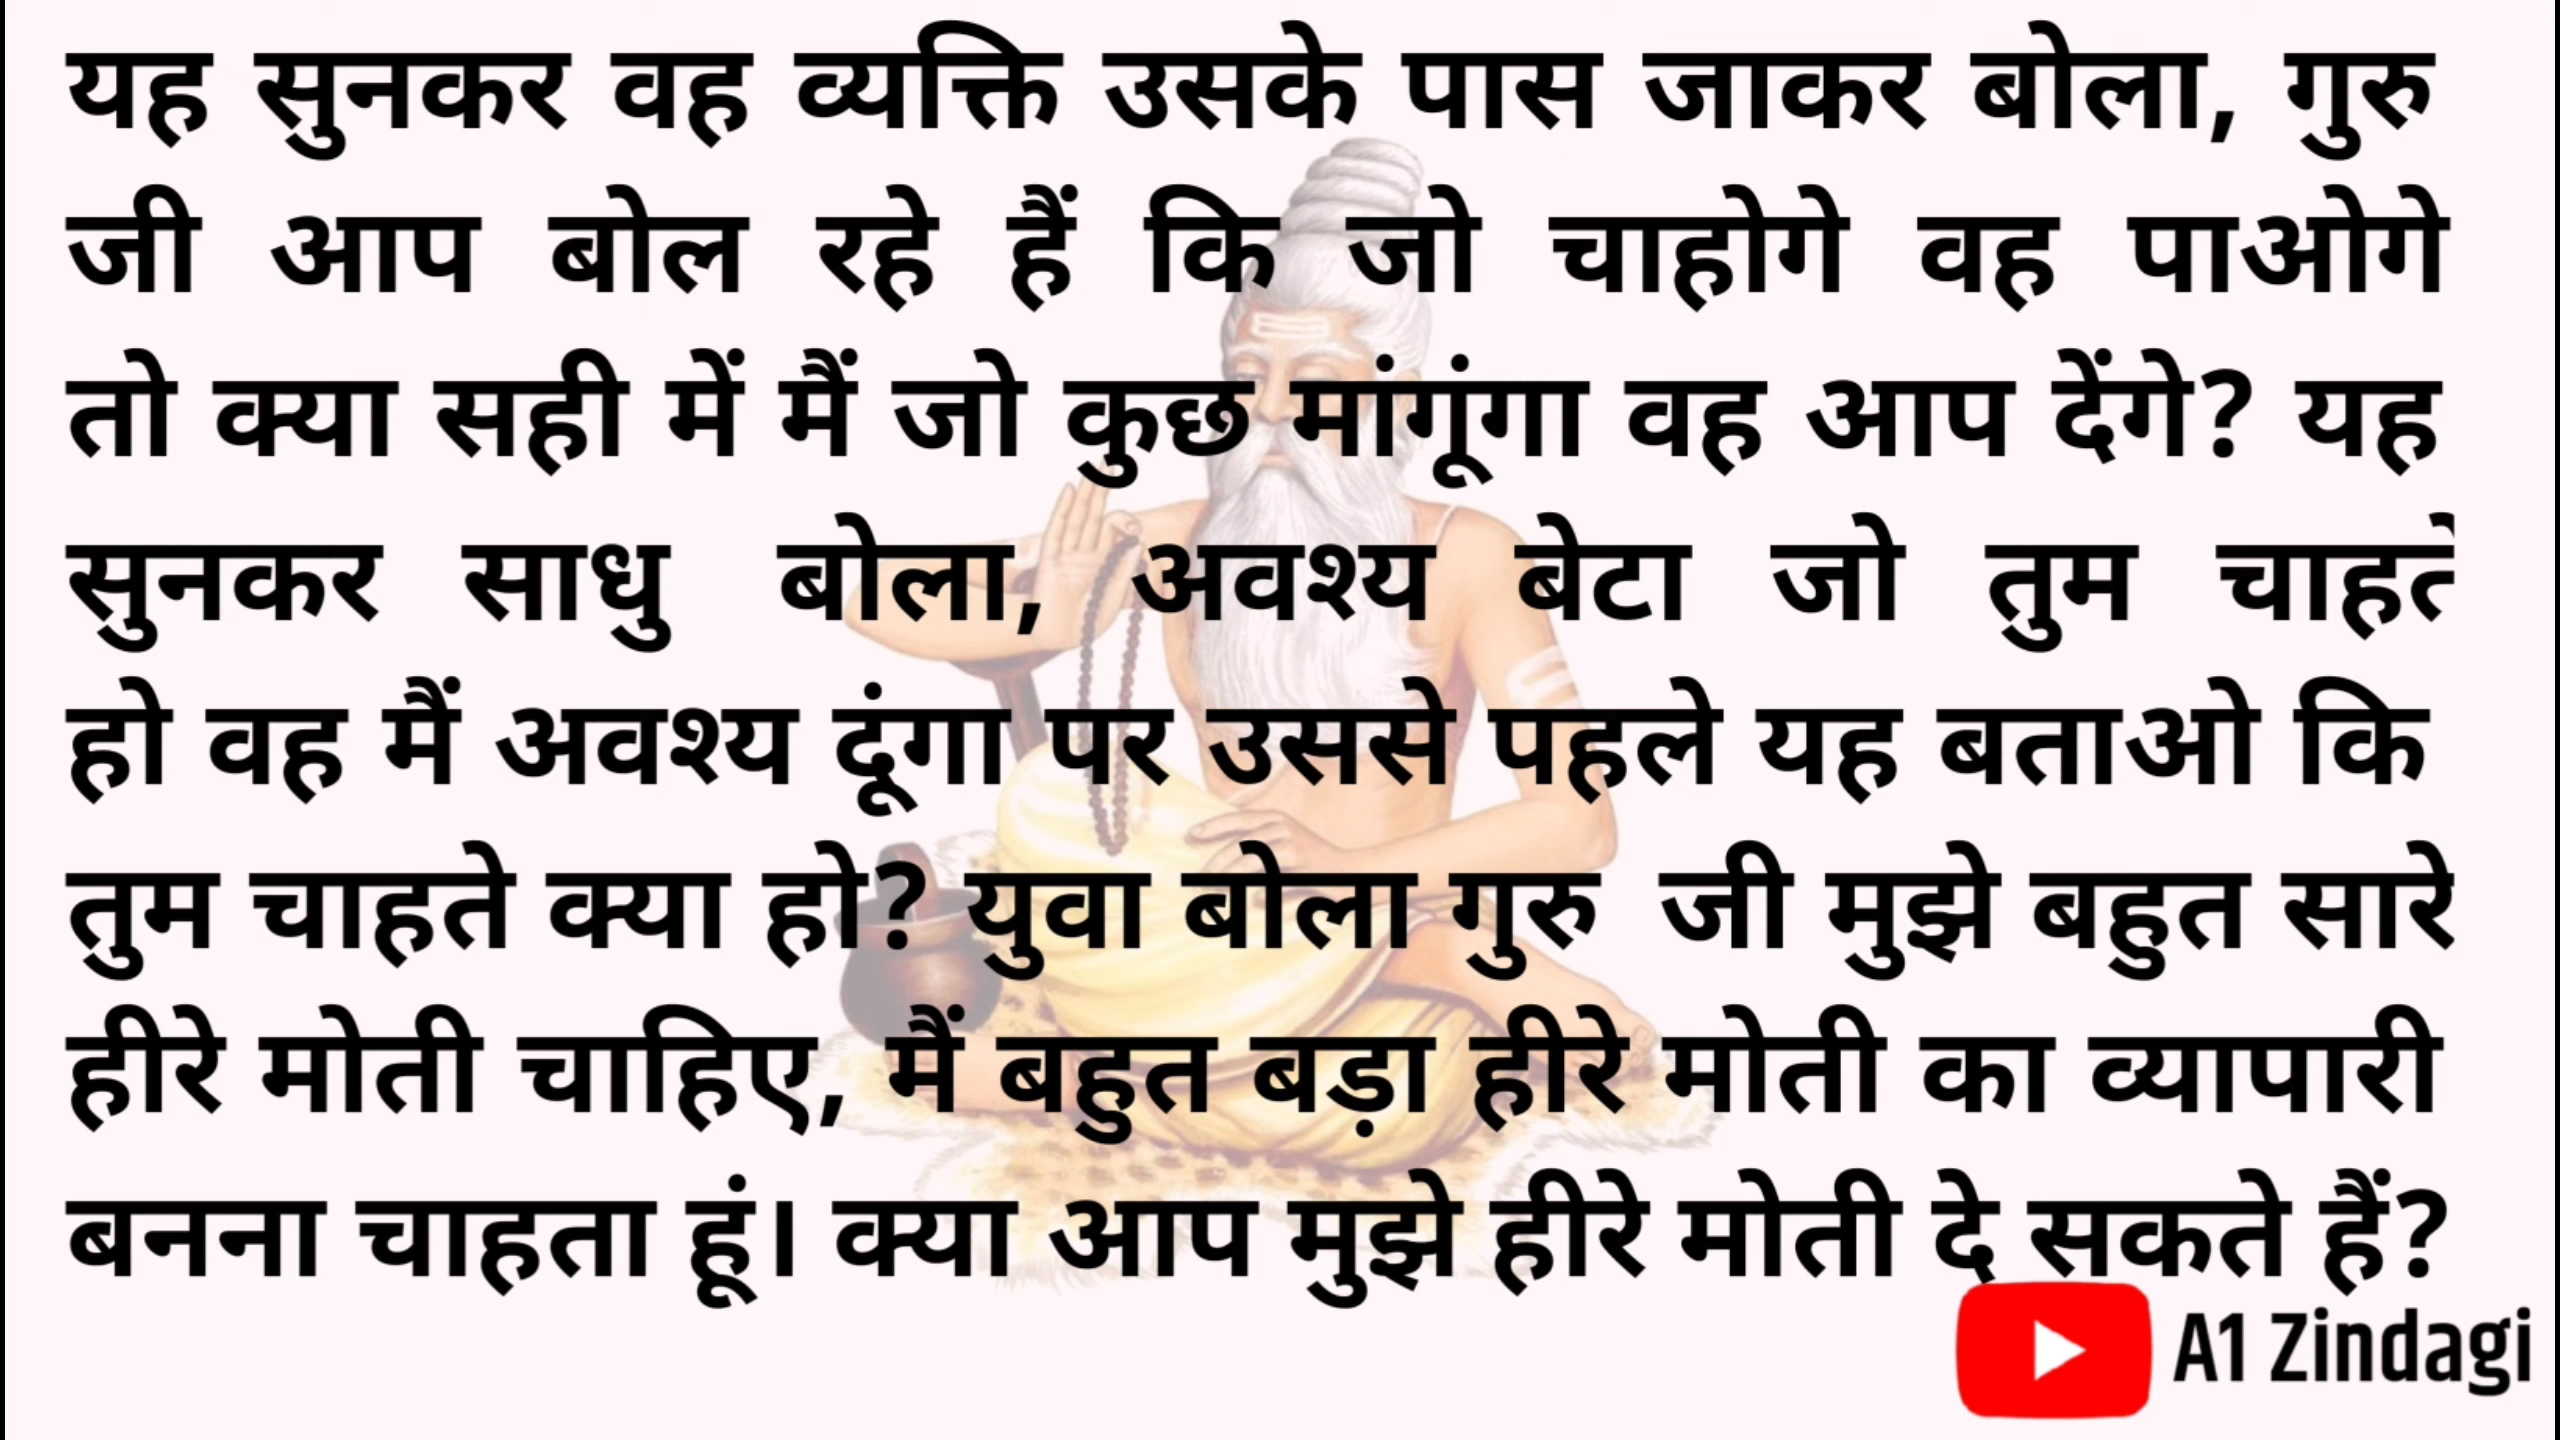 यह सुनकर वह व्यक्ति उसके पास जाकर बोला, गुरु
जी आप बोल रहे हैं कि जो चाहोगे वह पाओगे
तो क्या सही में मैं जो कुछ मांगूंगा वह आप देंगे? यह
सुनकर साधु बोला, अवश्य बेटा जो तुम चाहते
हो वह मैं अवश्य दूंगा पर उससे पहले यह बताओ कि
तुम चाहते क्या हो? युवा बोला गुरु जी मुझे बहुत सारे
हीरे मोती चाहिए, मैं बहुत बड़ा हीरे मोती का व्यापारी
बनना चाहता हूं। क्या आप मुझे हीरे मोती दे सकते हैं?
A1 Zindagi